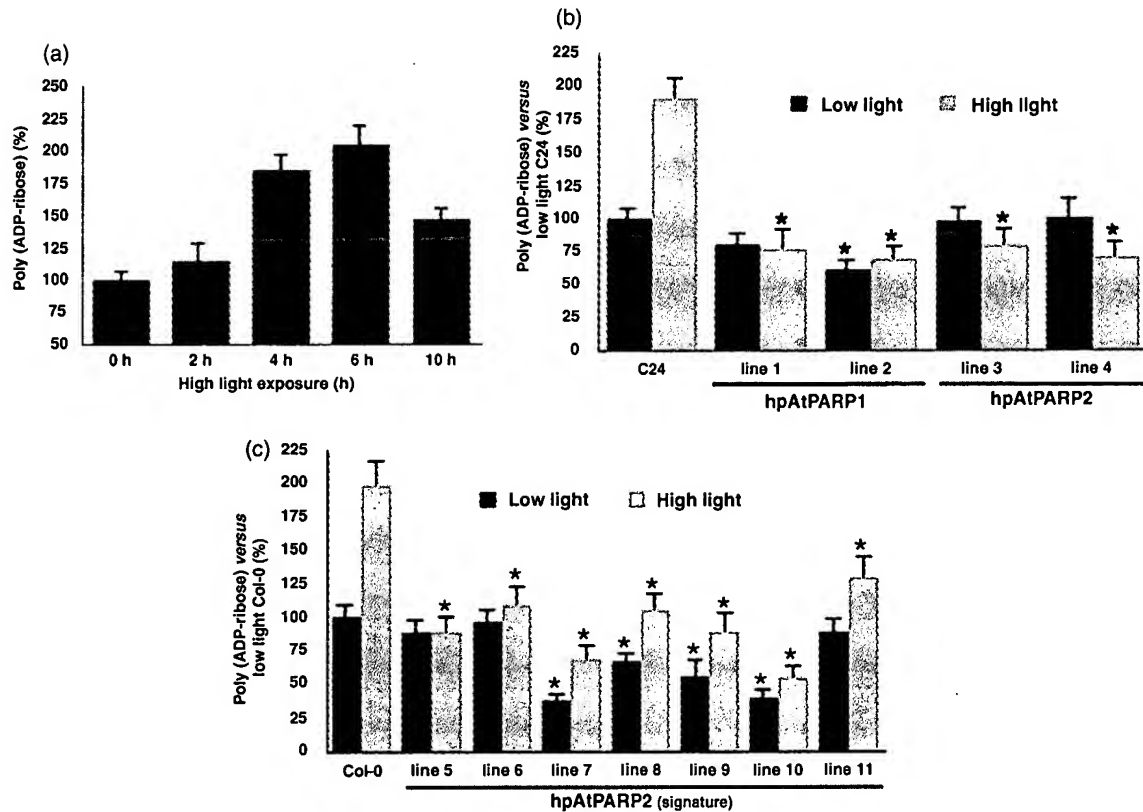 (a)
Poly (ADP-ribose) (%)
250
225
200
175
150
125
100
75
50
0 h 2 h 4 h 6 h 10 h
High light exposure (h)
(b)
Poly (ADP-ribose) versus
low light C24 (%)
225
200
175
150
125
100
75
50
25
0
Low light High light
* * * * *
C24 line 1 line 2 line 3 line 4
hpAtPARP1 hpAtPARP2
(c)
Poly (ADP-ribose) versus
low light Col-0 (%)
225
200
175
150
125
100
75
50
25
0
Low light High light
* * * * * * * * * * *
Col-0 line 5 line 6 line 7 line 8 line 9 line 10 line 11
hpAtPARP2 (signature)